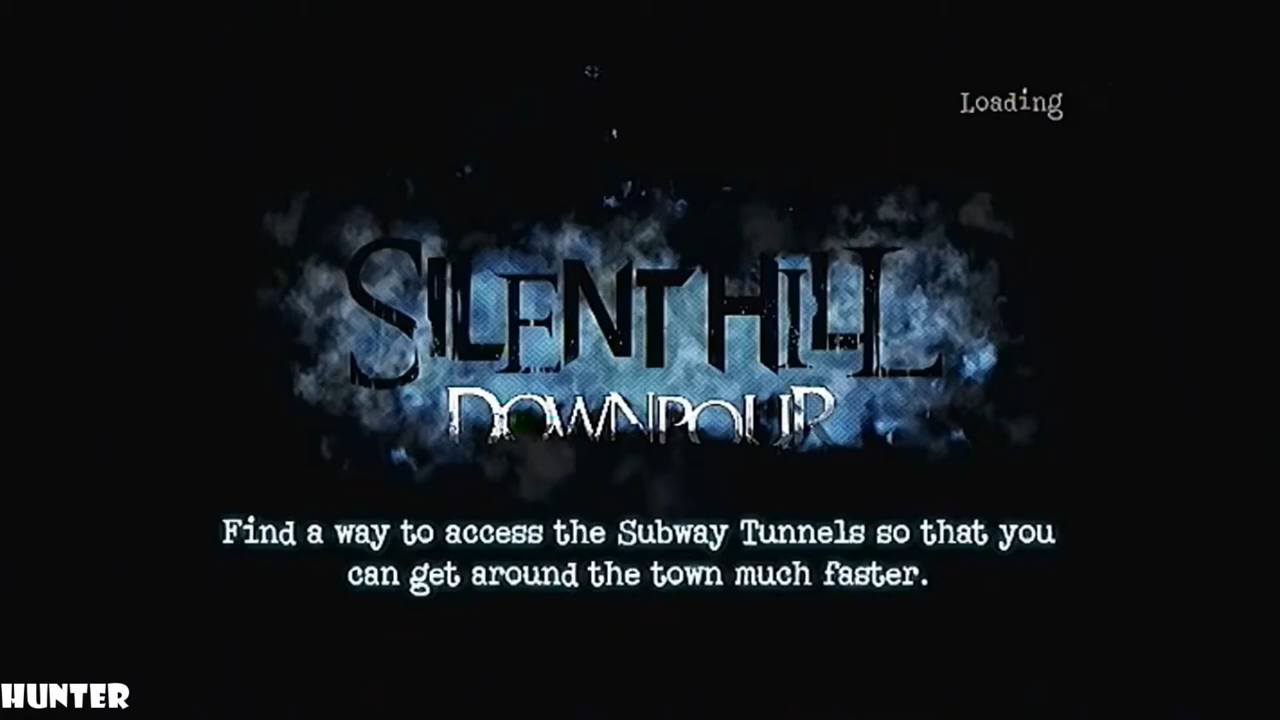 Loading
SILENT HILL
DOWNPOUR
Find a way to access the Subway Tunnels so that you
can get around the town much faster.
HUNTER